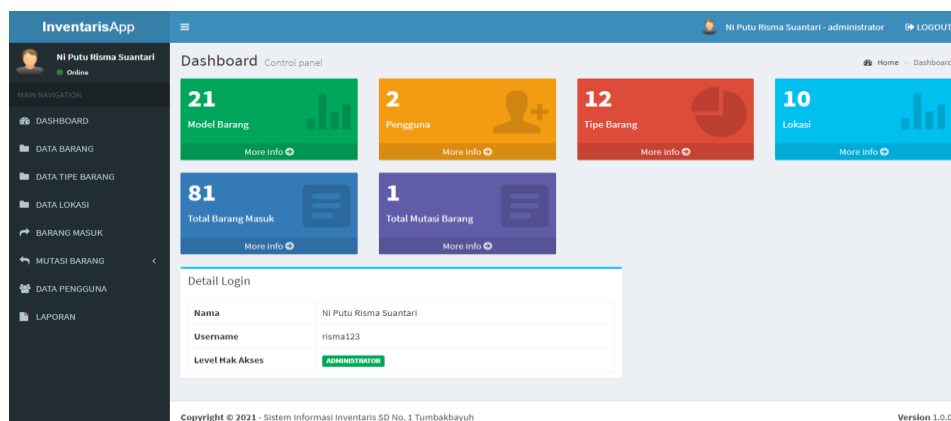 InventarisApp
Ni Putu Risma Suantari - administrator
LOGOUT
Ni Putu Risma Suantari
Online
MAIN NAVIGATION
DASHBOARD
DATA BARANG
DATA TIPE BARANG
DATA LOKASI
BARANG MASUK
MUTASI BARANG
DATA PENGGUNA
LAPORAN
Dashboard Control panel
Home > Dashboard
21
Model Barang
More info
2
Pengguna
More info
12
Tipe Barang
More info
10
Lokasi
More info
81
Total Barang Masuk
More info
1
Total Mutasi Barang
More info
Detail Login
Nama Ni Putu Risma Suantari
Username risma123
Level Hak Akses ADMINISTRATOR
Copyright © 2021 - Sistem Informasi Inventaris SD No. 1 Tumbakbayuh
Version 1.0.0